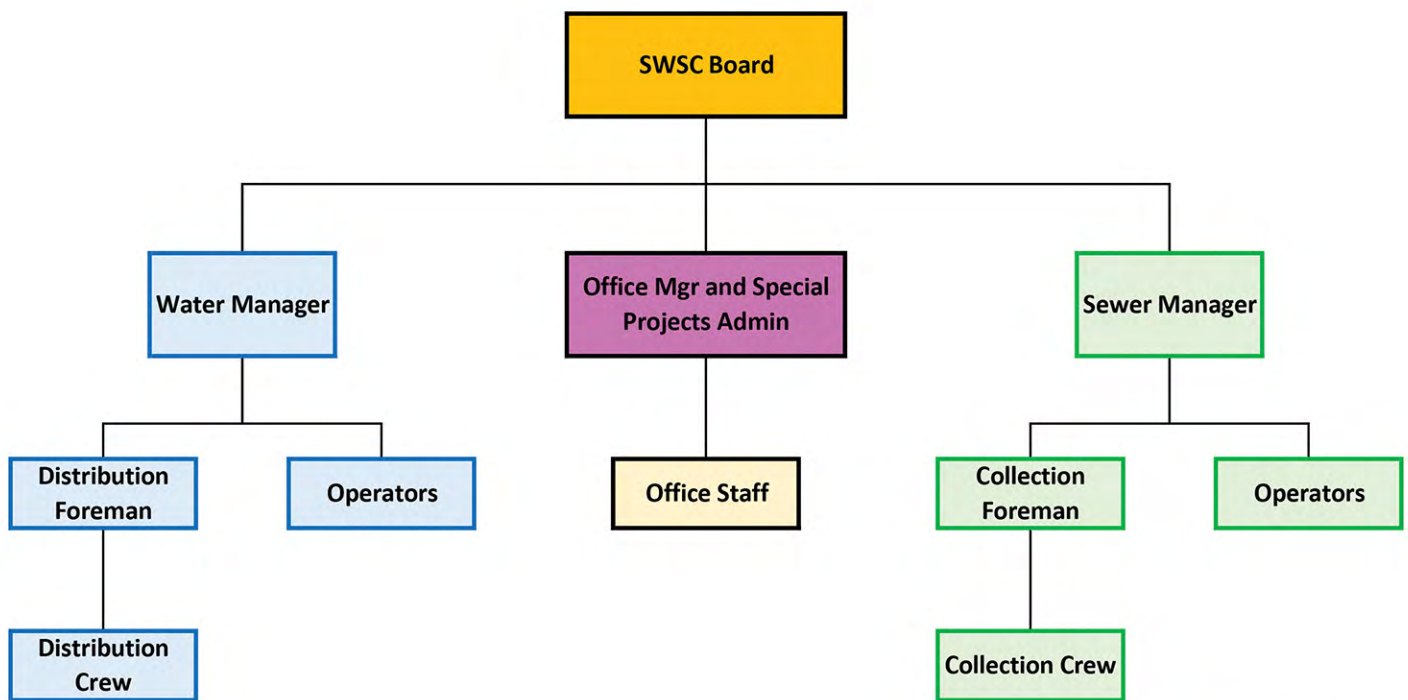 SWSC Board
Water Manager
Office Mgr and Special
Projects Admin
Sewer Manager
Distribution
Foreman
Operators
Office Staff
Collection
Foreman
Operators
Distribution
Crew
Collection Crew